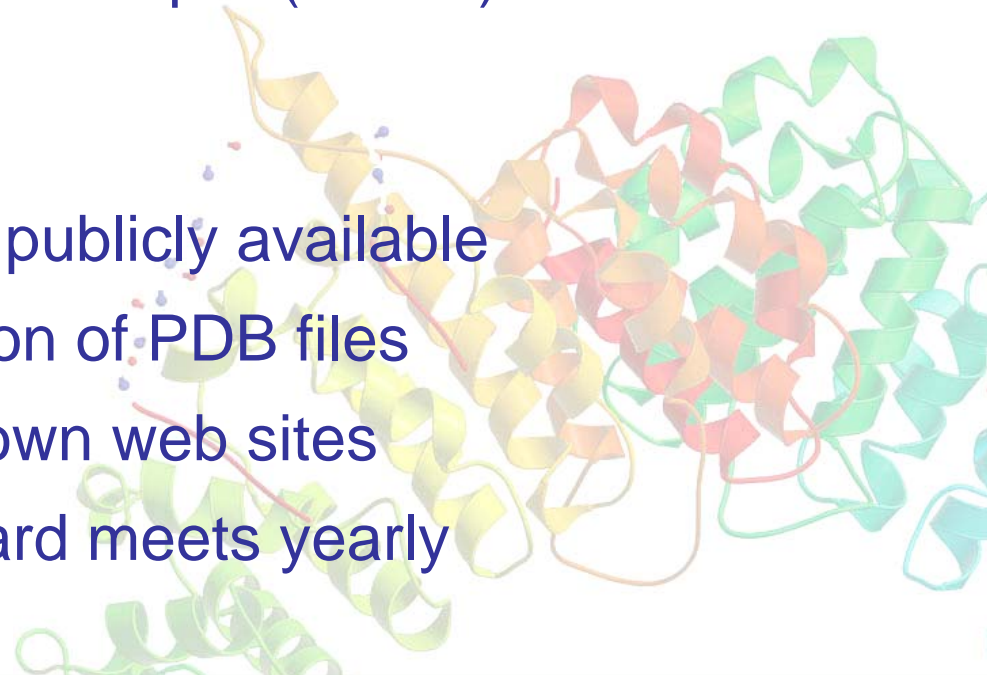 publicly available
on of PDB files
own web sites
ard meets yearly